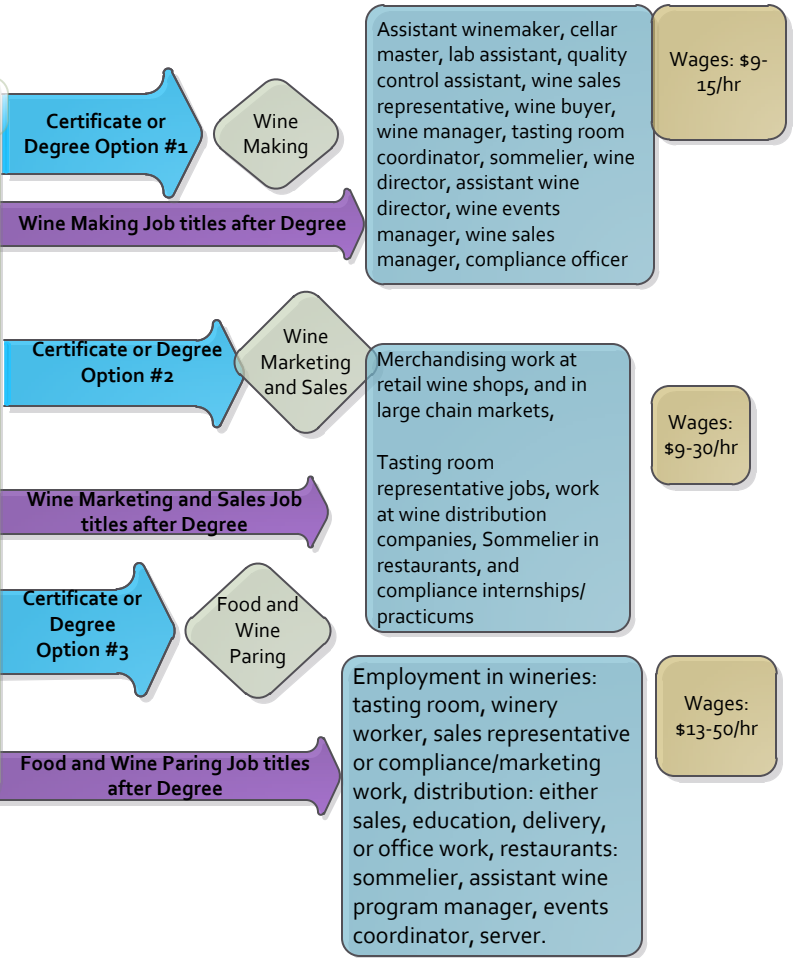 Certificate or
Degree Option #1
Wine
Making
Assistant winemaker, cellar
master, lab assistant, quality
control assistant, wine sales
representative, wine buyer,
wine manager, tasting room
coordinator, sommelier, wine
director, assistant wine
director, wine events
manager, wine sales
manager, compliance officer
Wages: $9-
15/hr
Wine Making Job titles after Degree
Certificate or Degree
Option #2
Wine
Marketing
and Sales
Merchandising work at
retail wine shops, and in
large chain markets,
Tasting room
representative jobs, work
at wine distribution
companies, Sommelier in
restaurants, and
compliance internships/
practicums
Wages:
$9-30/hr
Wine Marketing and Sales Job
titles after Degree
Certificate or
Degree
Option #3
Food and
Wine
Paring
Employment in wineries:
tasting room, winery
worker, sales representative
or compliance/marketing
work, distribution: either
sales, education, delivery,
or office work, restaurants:
sommelier, assistant wine
program manager, events
coordinator, server.
Wages:
$13-50/hr
Food and Wine Paring Job titles
after Degree